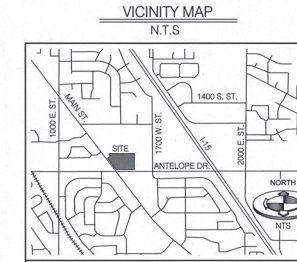 VICINITY MAP
N.T.S
1000 E. ST.
MAIN ST.
1400 S. ST.
1700 W. ST.
I-15
2000 E. ST.
SITE
ANTELOPE DR.
NORTH
NTS